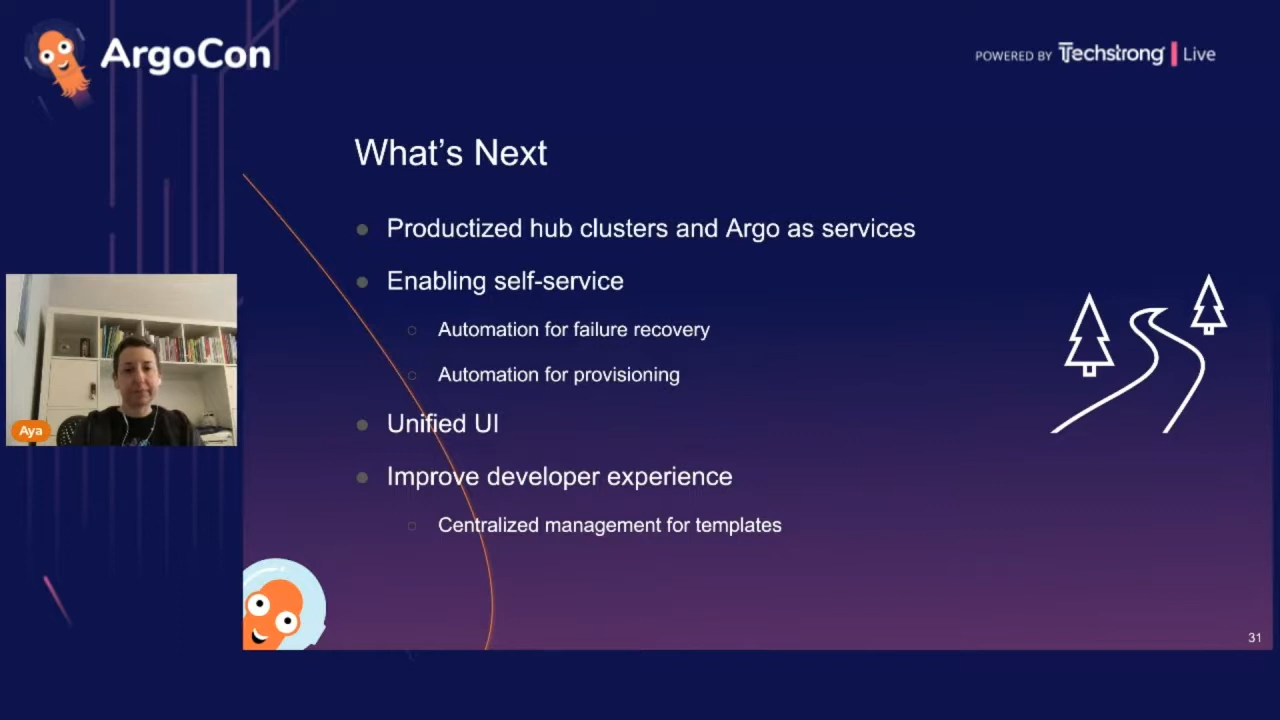 ArgoCon
POWERED BY Techstrong | Live
What's Next
Productized hub clusters and Argo as services
Enabling self-service
Automation for failure recovery
Automation for provisioning
Unified UI
Improve developer experience
Centralized management for templates
Aya
31